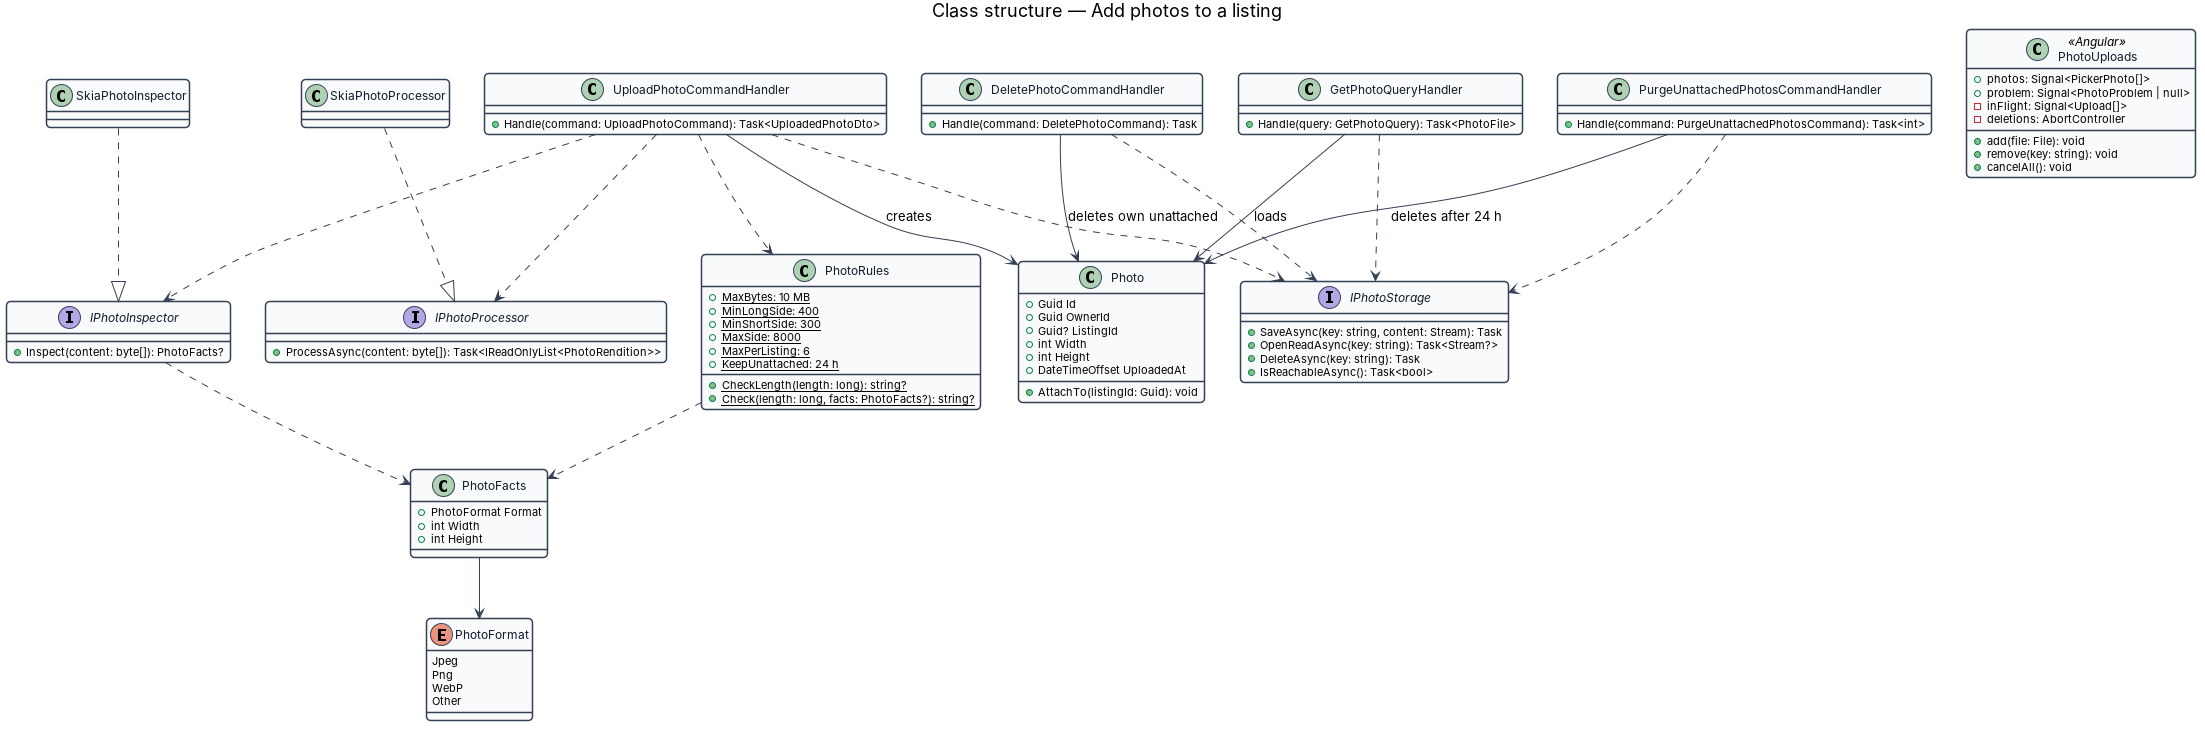 Class structure — Add photos to a listing
SkiaPhotoInspector
SkiaPhotoProcessor
UploadPhotoCommandHandler
Handle(command: UploadPhotoCommand): Task<UploadedPhotoDto>
DeletePhotoCommandHandler
Handle(command: DeletePhotoCommand): Task
GetPhotoQueryHandler
Handle(query: GetPhotoQuery): Task<PhotoFile>
PurgeUnattachedPhotosCommandHandler
Handle(command: PurgeUnattachedPhotosCommand): Task<int>
«Angular»
PhotoUploads
photos: Signal<PickerPhoto[]>
problem: Signal<PhotoProblem | null>
inFlight: Signal<Upload[]>
deletions: AbortController
add(file: File): void
remove(key: string): void
cancelAll(): void
creates
deletes own unattached
loads
deletes after 24 h
IPhotoInspector
Inspect(content: byte[]): PhotoFacts?
IPhotoProcessor
ProcessAsync(content: byte[]): Task<IReadOnlyList<PhotoRendition>>
PhotoRules
MaxBytes: 10 MB
MinLongSide: 400
MinShortSide: 300
MaxSide: 8000
MaxPerListing: 6
KeepUnattached: 24 h
CheckLength(length: long): string?
Check(length: long, facts: PhotoFacts?): string?
Photo
Guid Id
Guid OwnerId
Guid? ListingId
int Width
int Height
DateTimeOffset UploadedAt
AttachTo(listingId: Guid): void
IPhotoStorage
SaveAsync(key: string, content: Stream): Task
OpenReadAsync(key: string): Task<Stream?>
DeleteAsync(key: string): Task
IsReachableAsync(): Task<bool>
PhotoFacts
PhotoFormat Format
int Width
int Height
PhotoFormat
Jpeg
Png
WebP
Other